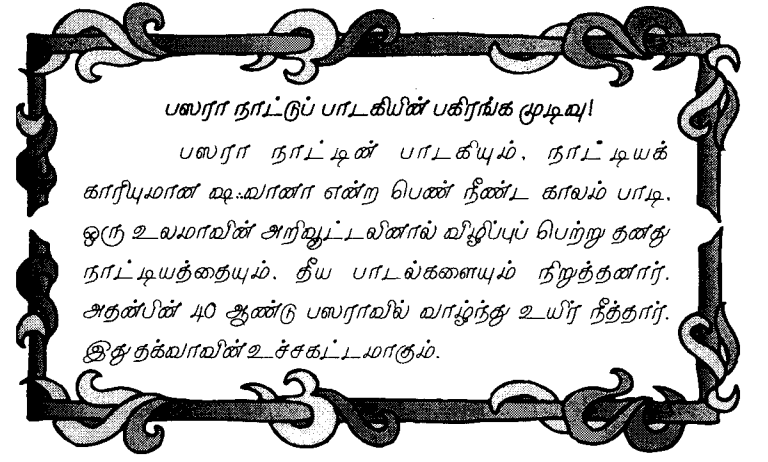 பஸரா நாட்டுப் பாடகியின் பகிரங்க முடிவு!
பஸரா நாட்டின் பாடகியும், நாட்டியக்
காரியுமான ஷஃவானா என்ற பெண் நீண்ட காலம் பாடி,
ஒரு உலமாவின் அறிவூட்டலினால் விழிப்புப் பெற்று தனது
நாட்டியத்தையும், தீய பாடல்களையும் நிறுத்தனார்.
அதன்பின் 40 ஆண்டு பஸராவில் வாழ்ந்து உயிர் நீத்தார்.
இது தக்வாவின் உச்சகட்டமாகும்.